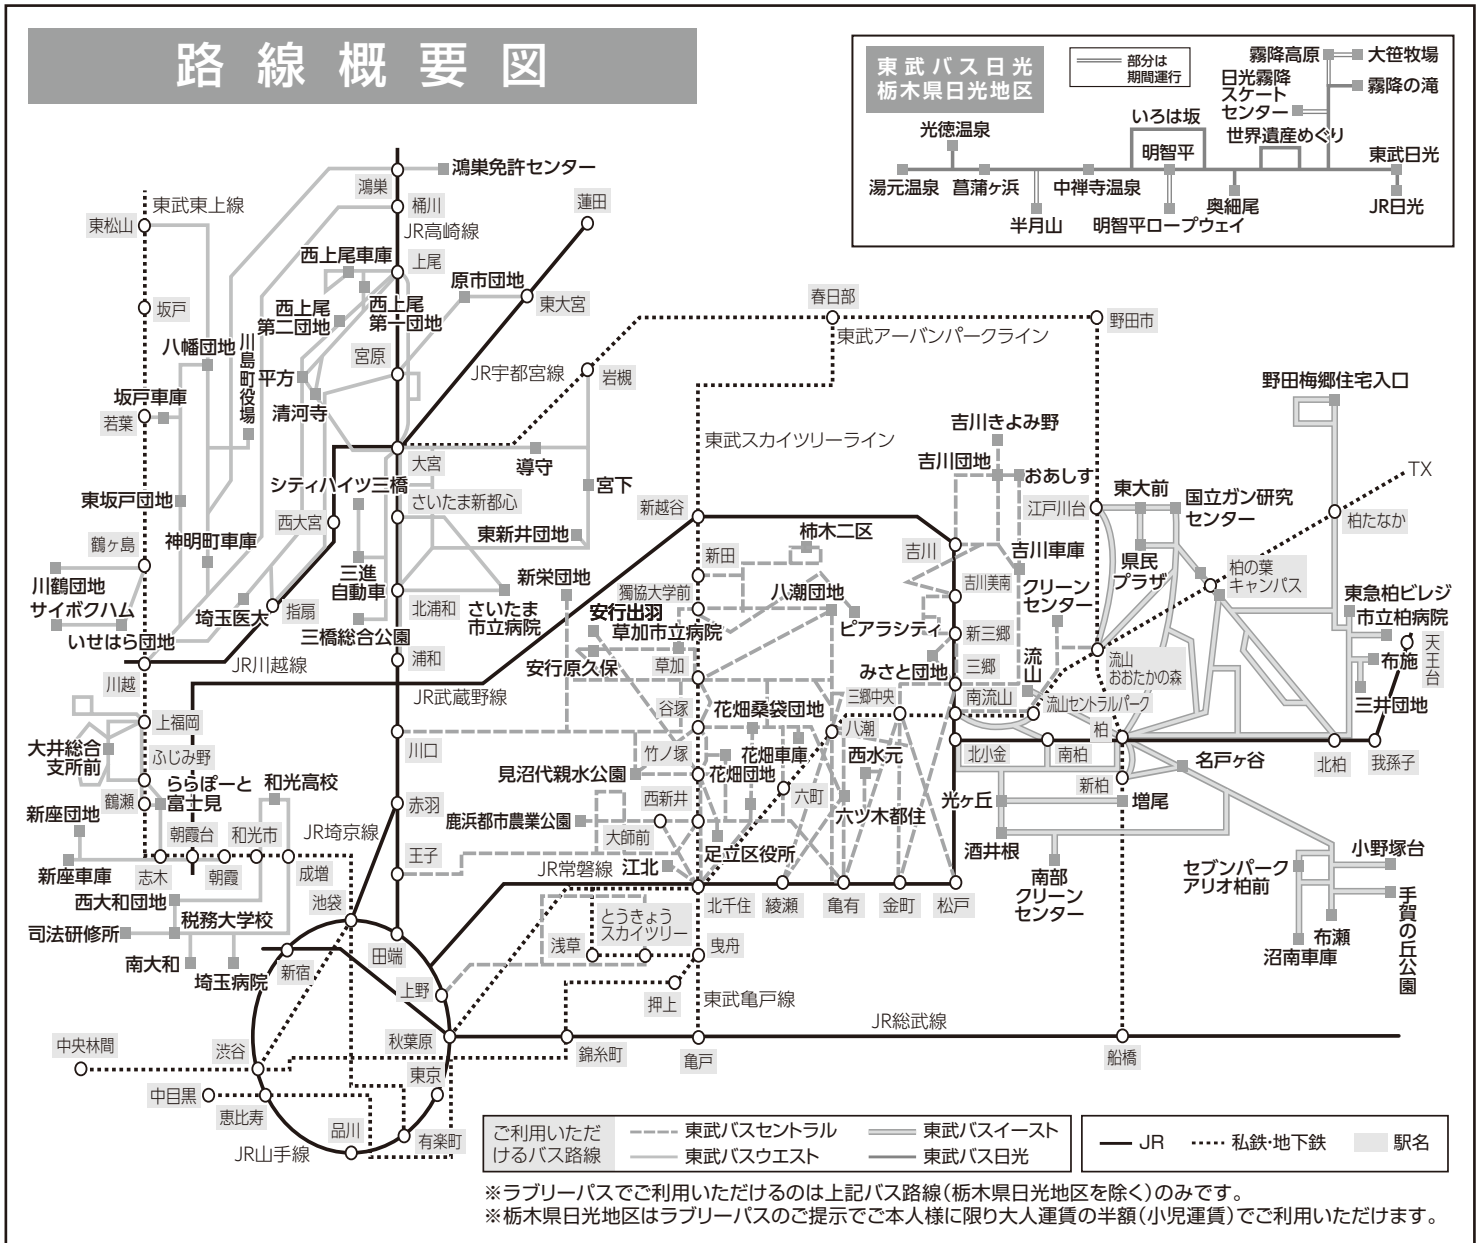 路線概要図
東武バス日光
栃木県日光地区
部分は
期間運行
霧降高原
大笹牧場
日光霧降
スケート
センター
霧降の滝
いろは坂
光徳温泉
明智平
世界遺産めぐり
東武日光
湯元温泉
菖蒲ヶ浜
中禅寺温泉
奥細尾
JR日光
半月山
明智平ロープウェイ
鴻巣免許センター
鴻巣
東武東上線
桶川
蓮田
東松山
JR高崎線
西上尾車庫
上尾
原市団地
坂戸
西上尾
第二団地
西上尾
第一団地
東大宮
春日部
野田市
東武アーバンパークライン
八幡団地
川島町役場
宮原
平方
JR宇都宮線
岩槻
野田梅郷住宅入口
坂戸車庫
若葉
清河寺
吉川きよみ野
東武スカイツリーライン
大宮
導守
吉川団地
おあしす
TX
シティハイツ三橋
さいたま新都心
宮下
東坂戸団地
新越谷
江戸川台
東大前
国立ガン研究
センター
西大宮
柏たなか
鶴ヶ島
神明町車庫
東新井団地
柿木二区
吉川
吉川車庫
新田
県民
プラザ
柏の葉
キャンパス
川鶴団地
三進
自動車
新栄団地
獨協大学前
八潮団地
吉川美南
クリーン
センター
東急柏ビレジ
サイボクハム
埼玉医大
指扇
北浦和
さいたま
市立病院
安行出羽
草加市立病院
ピアラシティ
新三郷
市立柏病院
いせはら団地
三橋総合公園
天王台
JR川越線
浦和
安行原久保
草加
みさと団地
三郷
流山
流山
おおたかの森
布施
川越
JR武蔵野線
三郷中央
南流山
流山セントラルパーク
三井団地
上福岡
谷塚
花畑桑袋団地
八潮
柏
大井総合
支所前
ふじみ野
川口
竹ノ塚
花畑車庫
西水元
北小金
南柏
名戸ヶ谷
北柏
我孫子
ららぽーと
富士見
和光高校
見沼代親水公園
花畑団地
新柏
鶴瀬
赤羽
西新井
六町
光ヶ丘
増尾
新座団地
朝霞台
和光市
JR埼京線
鹿浜都市農業公園
大師前
六ツ木都住
王子
足立区役所
酒井根
小野塚台
新座車庫
志木
朝霞
成増
JR常磐線
江北
南部
クリーン
センター
セブンパーク
アリオ柏前
西大和団地
池袋
とうきょう
スカイツリー
北千住
綾瀬
亀有
金町
松戸
手賀の丘公園
税務大学校
司法研修所
田端
浅草
曳舟
布瀬
南大和
埼玉病院
新宿
沼南車庫
上野
押上
東武亀戸線
JR総武線
中央林間
渋谷
秋葉原
錦糸町
亀戸
船橋
東京
中目黒
恵比寿
品川
有楽町
JR山手線
ご利用いただ
けるバス路線
東武バスセントラル
東武バスイースト
東武バスウエスト
東武バス日光
JR
私鉄・地下鉄
駅名
※ラブリーパスでご利用いただけるのは上記バス路線(栃木県日光地区を除く)のみです。
※栃木県日光地区はラブリーパスのご提示でご本人様に限り大人運賃の半額(小児運賃)でご利用いただけます。